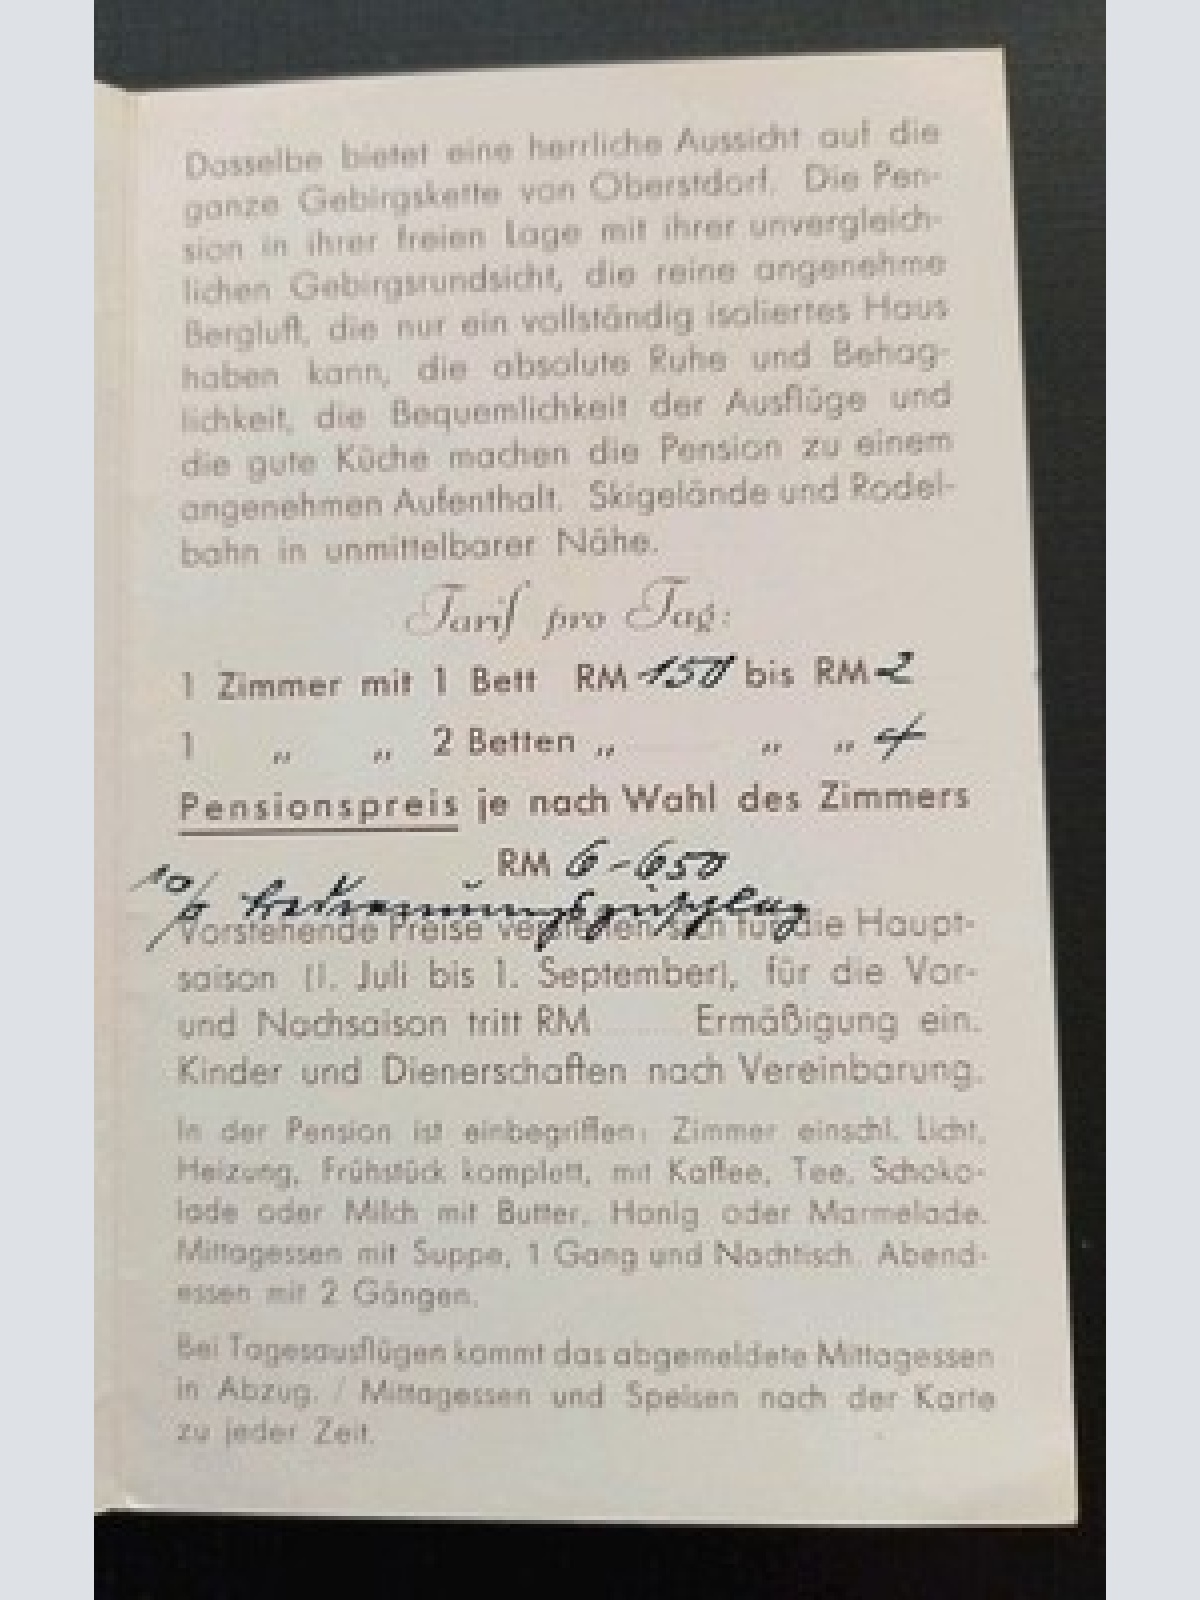 Dasselbe bietet eine herrliche Aussicht auf die
ganze Gebirgskette von Oberstdorf. Die Pen-
sion in ihrer freien Lage mit ihrer unvergleich-
lichen Gebirgsrundsicht, die reine angenehme
Bergluft, die nur ein vollständig isoliertes Haus
haben kann, die absolute Ruhe und Behag-
lichkeit, die Bequemlichkeit der Ausflüge und
die gute Küche machen die Pension zu einem
angenehmen Aufenthalt. Skigelände und Rodel-
bahn in unmittelbarer Nähe.
Tarif pro Tag:
1 Zimmer mit 1 Bett RM 150 bis RM 2
1 „ „ 2 Betten „ „ „ 4
Pensionspreis je nach Wahl des Zimmers
RM 6-650
10%
Vorstehende Preise verstehen sich für die Haupt-
saison (1. Juli bis 1. September), für die Vor-
und Nachsaison tritt RM Ermäßigung ein.
Kinder und Dienerschaften nach Vereinbarung.
In der Pension ist einbegriffen: Zimmer einschl. Licht,
Heizung, Frühstück komplett, mit Kaffee, Tee, Schoko-
lade oder Milch mit Butter, Honig oder Marmelade.
Mittagessen mit Suppe, 1 Gang und Nachtisch. Abend-
essen mit 2 Gängen.
Bei Tagesausflügen kommt das abgemeldete Mittagessen
in Abzug. / Mittagessen und Speisen nach der Karte
zu jeder Zeit.